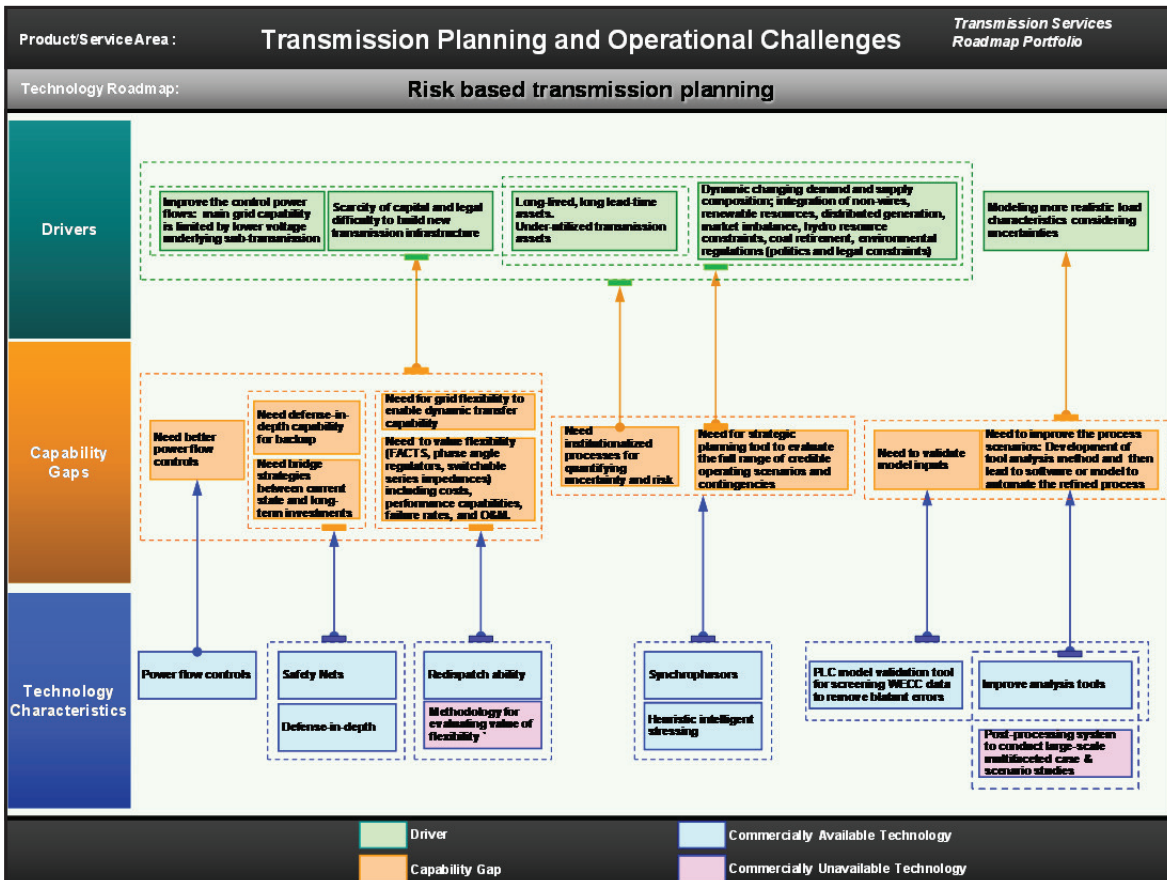 Product/Service Area :
Transmission Planning and Operational Challenges
Transmission Services
Roadmap Portfolio
Technology Roadmap:
Risk based transmission planning
Drivers
Improve the control power
flows:  main grid capability
is limited by lower voltage
underlying sub-transmission
Scarcity of capital and legal
difficulty to build new
transmission infrastructure
Long-lived, long lead-time
assets.
Under-utilized transmission
assets
Dynamic changing demand and supply
composition; integration of non-wires,
renewable resources, distributed generation,
market imbalance, hydro resource
constraints, coal retirement, environmental
regulations (politics and legal constraints)
Modeling more realistic load
characteristics considering
uncertainties
Capability
Gaps
Need better
power flow
controls
Need defense-in-
depth capability
for backup
Need bridge
strategies
between current
state and long-
term investments
Need for grid flexibility to
enable dynamic transfer
capability
Need  to value flexibility
(FACTS, phase angle
regulators, switchable
series impedances)
including costs,
performance capabilities,
failure rates, and O&M.
Need
institutionalized
processes for
quantifying
uncertainty and risk
Need for strategic
planning tool to evaluate
the full range of credible
operating scenarios and
contingencies
Need to validate
model inputs
Need to improve the process
scenarios: Development of
tool analysis method and  then
lead to software or model to
automate the refined process
Technology
Characteristics
Power flow controls
Safety Nets
Defense-in-depth
Redispatch ability
Methodology for
evaluating value of
flexibility `
Synchrophasors
Heuristic intelligent
stressing
PLC model validation tool
for screening WECC data
to remove blatant errors
Improve analysis tools
Post-processing system
to conduct large-scale
multifaceted case &
scenario studies
Driver
Capability Gap
Commercially Available Technology
Commercially Unavailable Technology